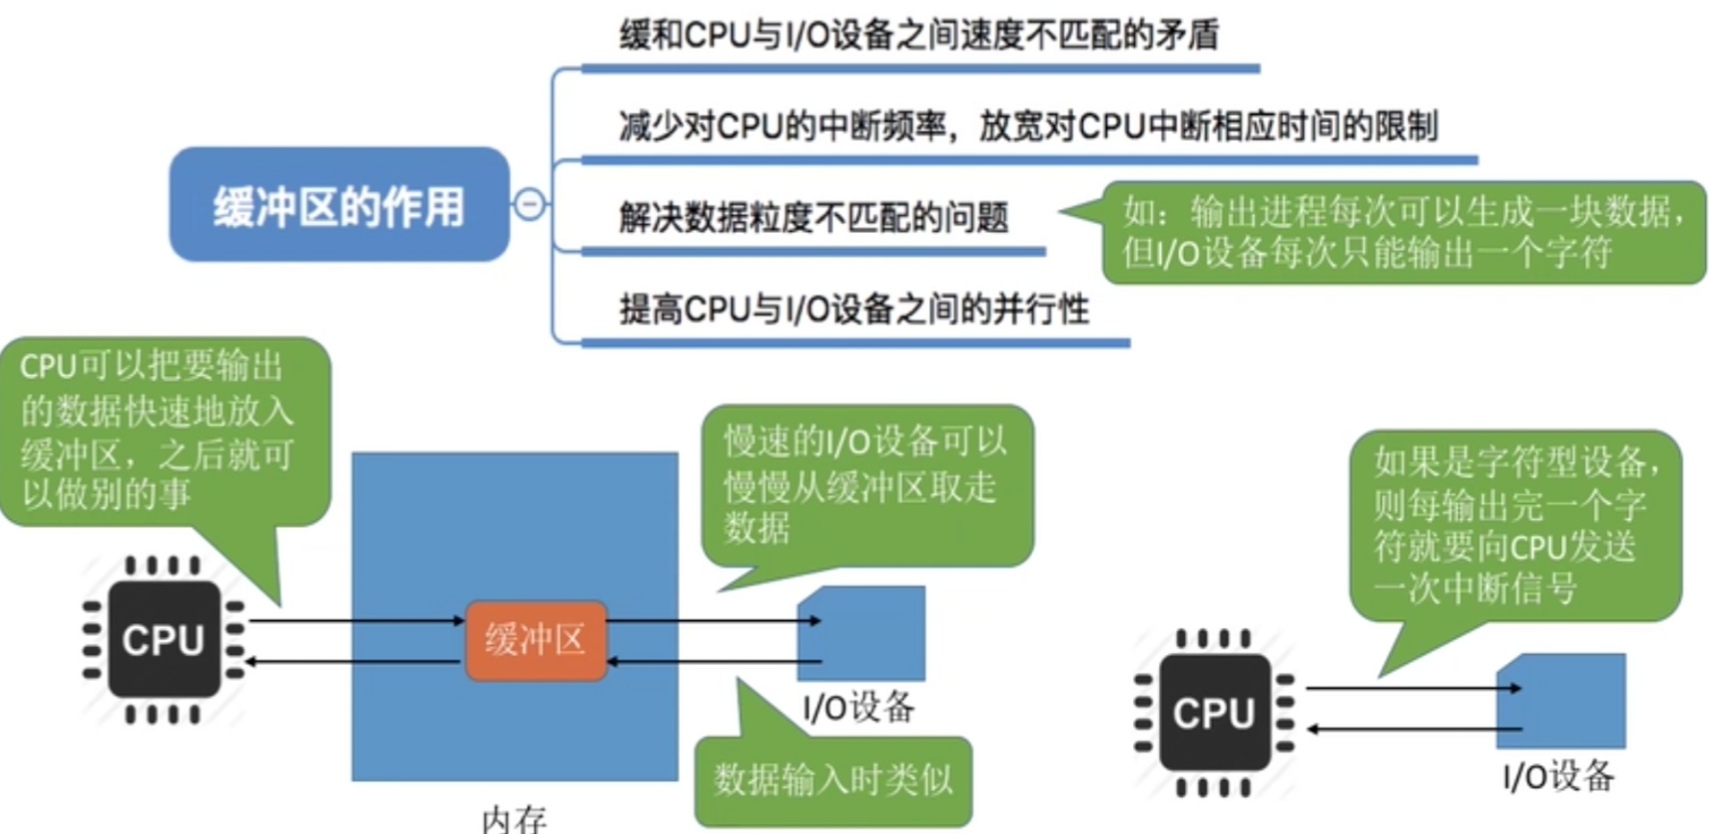 缓和CPU与I/O设备之间速度不匹配的矛盾
减少对CPU的中断频率，放宽对CPU中断相应时间的限制
缓冲区的作用
解决数据粒度不匹配的问题
如：输出进程每次可以生成一块数据，
但I/O设备每次只能输出一个字符
提高CPU与I/O设备之间的并行性
CPU可以把要输出
的数据快速地放入
缓冲区，之后就可
以做别的事
慢速的I/O设备可以
慢慢从缓冲区取走
数据
如果是字符型设备，
则每输出完一个字
符就要向CPU发送
一次中断信号
CPU
缓冲区
I/O设备
数据输入时类似
内存
CPU
I/O设备